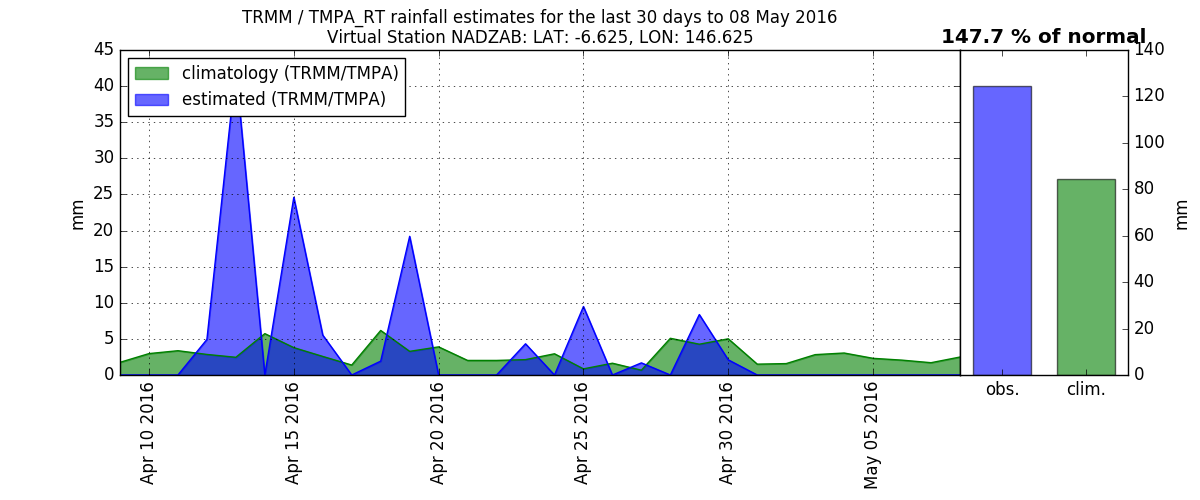 TRMM / TMPA_RT rainfall estimates for the last 30 days to 08 May 2016
Virtual Station NADZAB: LAT: -6.625, LON: 146.625
147.7 % of normal
climatology (TRMM/TMPA)
estimated (TRMM/TMPA)
mm
45
40
35
30
25
20
15
10
5
0
Apr 10 2016
Apr 15 2016
Apr 20 2016
Apr 25 2016
Apr 30 2016
May 05 2016
obs.
clim.
140
120
100
80
60
40
20
0
mm